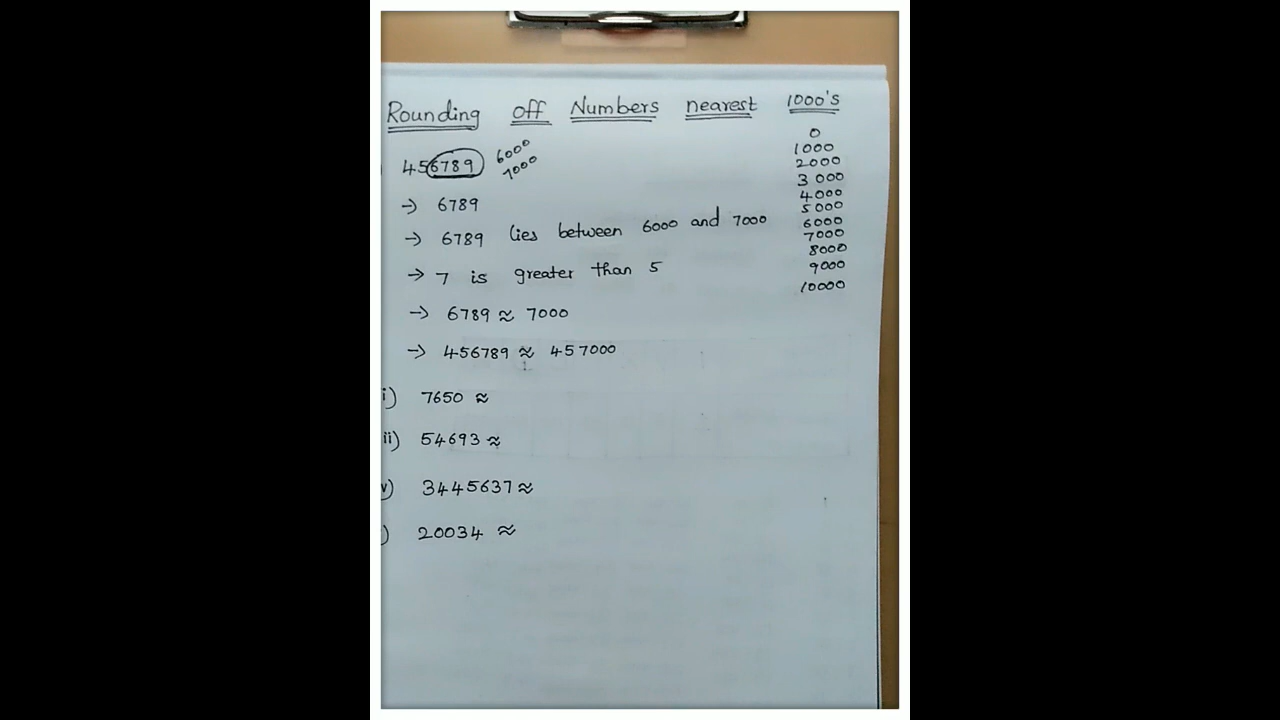 Rounding off Numbers nearest 1000's
) 456789 6000
7000
→ 6789
→ 6789 lies between 6000 and 7000
→ 7 is greater than 5
→ 6789 ≈ 7000
→ 456789 ≈ 457000
i) 7650 ≈
ii) 54693 ≈
v) 3445637 ≈
) 20034 ≈
0
1000
2000
3000
4000
5000
6000
7000
8000
9000
10000